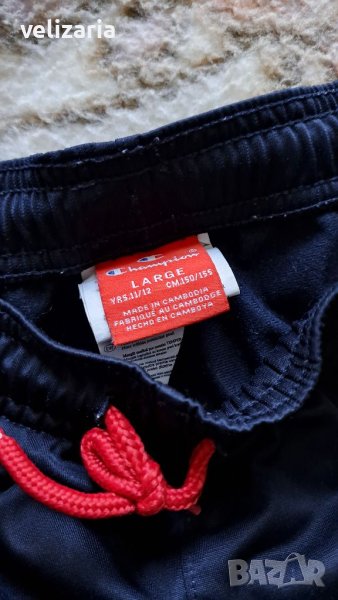 velizaria
Champion
LARGE
YRS.11/12 CM.150/155
MADE IN CAMBODIA
FABRIQUÉ AU CAMBODGE
HECHO EN CAMBOYA
BAZAR